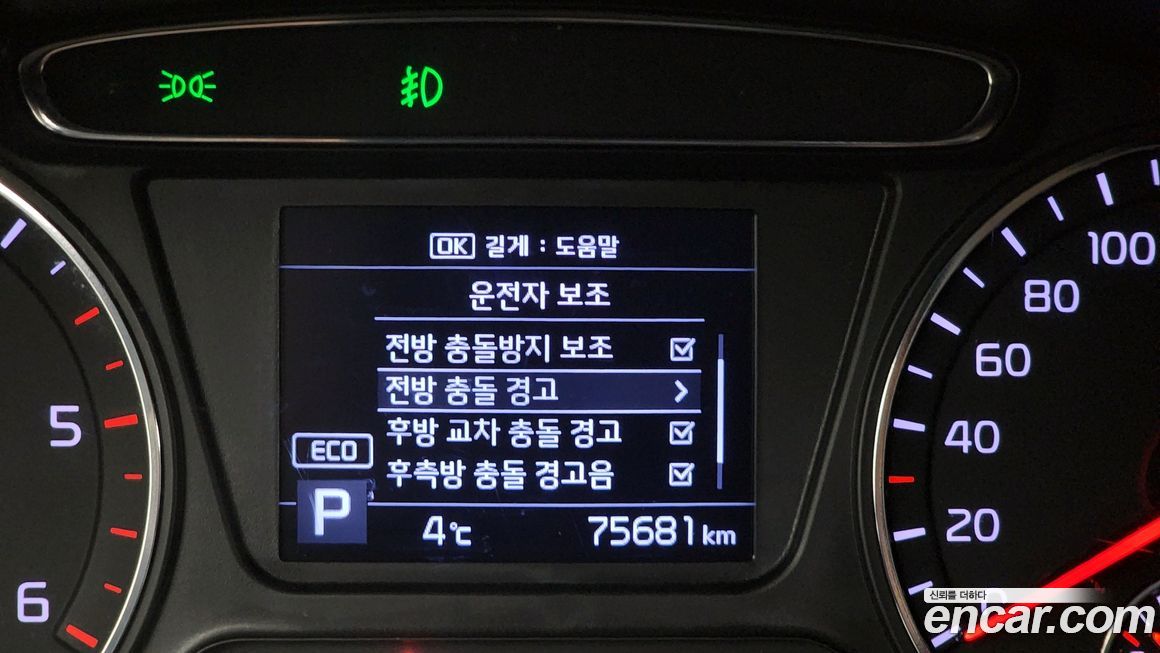 OK 길게 : 도움말
운전자 보조
전방 충돌방지 보조
전방 충돌 경고
후방 교차 충돌 경고
후측방 충돌 경고음
ECO
P
4℃ 75681km
5
6
100
80
60
40
20
0
신뢰를 더하다
encar.com